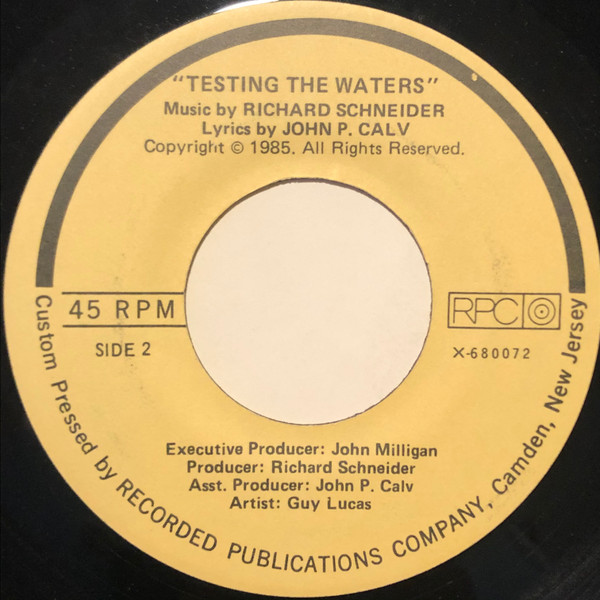 "TESTING THE WATERS"
Music by RICHARD SCHNEIDER
Lyrics by JOHN P. CALV
Copyright © 1985. All Rights Reserved.
45 RPM
SIDE 2
RPC
X-680072
Executive Producer: John Milligan
Producer: Richard Schneider
Asst. Producer: John P. Calv
Artist: Guy Lucas
Custom Pressed by RECORDED PUBLICATIONS COMPANY, Camden, New Jersey